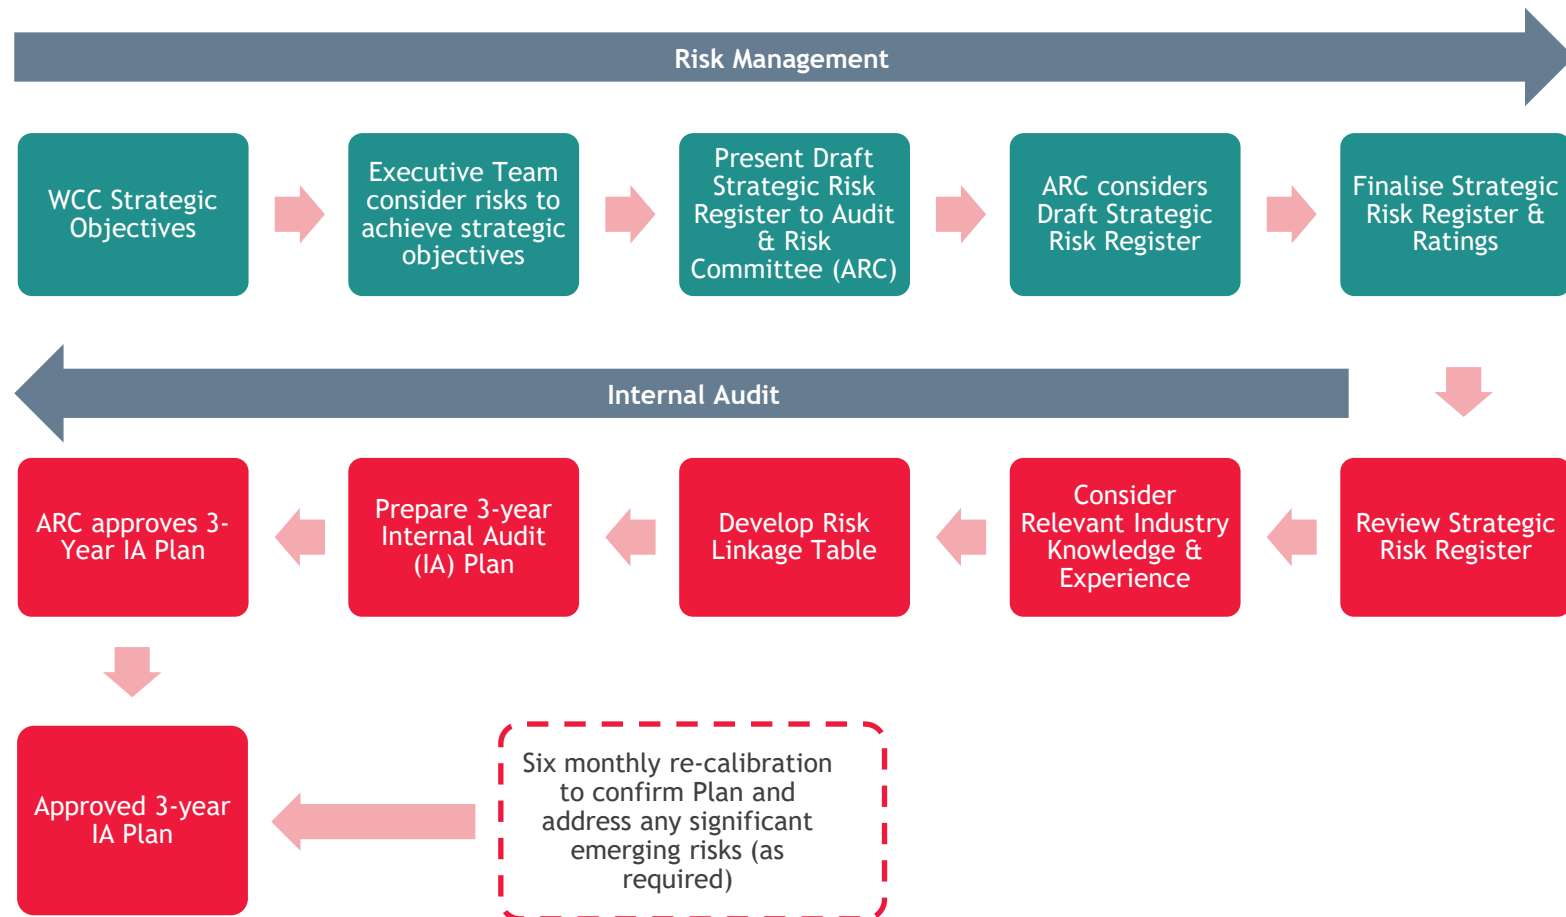 Risk Management
WCC Strategic
Objectives
Executive Team
consider risks to
achieve strategic
objectives
Present Draft
Strategic Risk
Register to Audit
& Risk
Committee (ARC)
ARC considers
Draft Strategic
Risk Register
Finalise Strategic
Risk Register &
Ratings
Internal Audit
ARC approves 3-
Year IA Plan
Prepare 3-year
Internal Audit
(IA) Plan
Develop Risk
Linkage Table
Consider
Relevant Industry
Knowledge &
Experience
Review Strategic
Risk Register
Approved 3-year
IA Plan
Six monthly re-calibration
to confirm Plan and
address any significant
emerging risks (as
required)